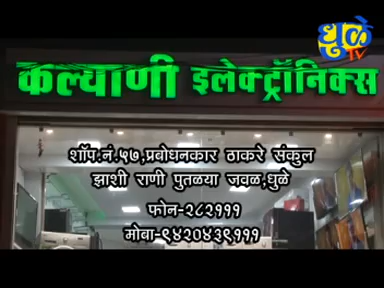 धुळे
TV
कल्याणी इलेक्ट्रॉनिक्स
शॉप.नं.५७,प्रबोधनकार ठाकरे संकुल
झाशी राणी पुतळया जवळ,धुळे
फोन-२८२१११
मोबा-९४२०४३९१११